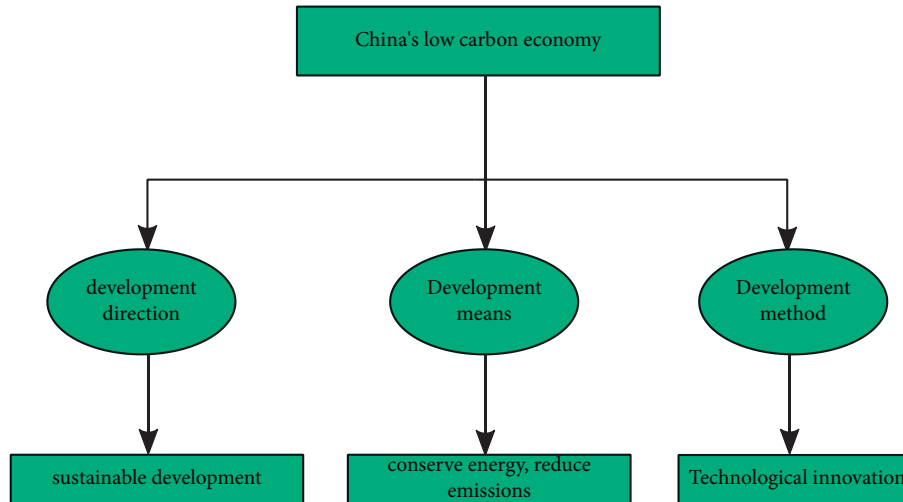 China's low carbon economy
development
direction
Development
means
Development
method
sustainable development
conserve energy, reduce
emissions
Technological innovation